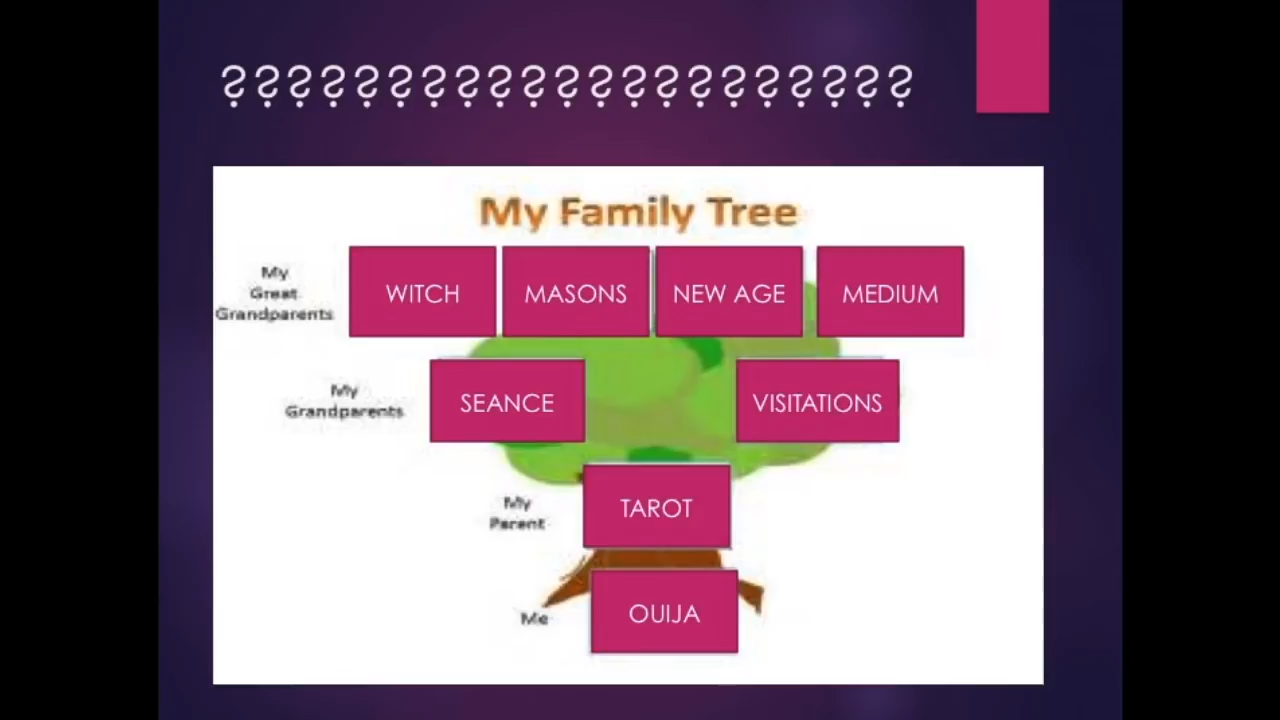 ?????????????????????
My Family Tree
My
Great
Grandparents
WITCH
MASONS
NEW AGE
MEDIUM
My
Grandparents
SEANCE
VISITATIONS
My
Parent
TAROT
Me
OUIJA